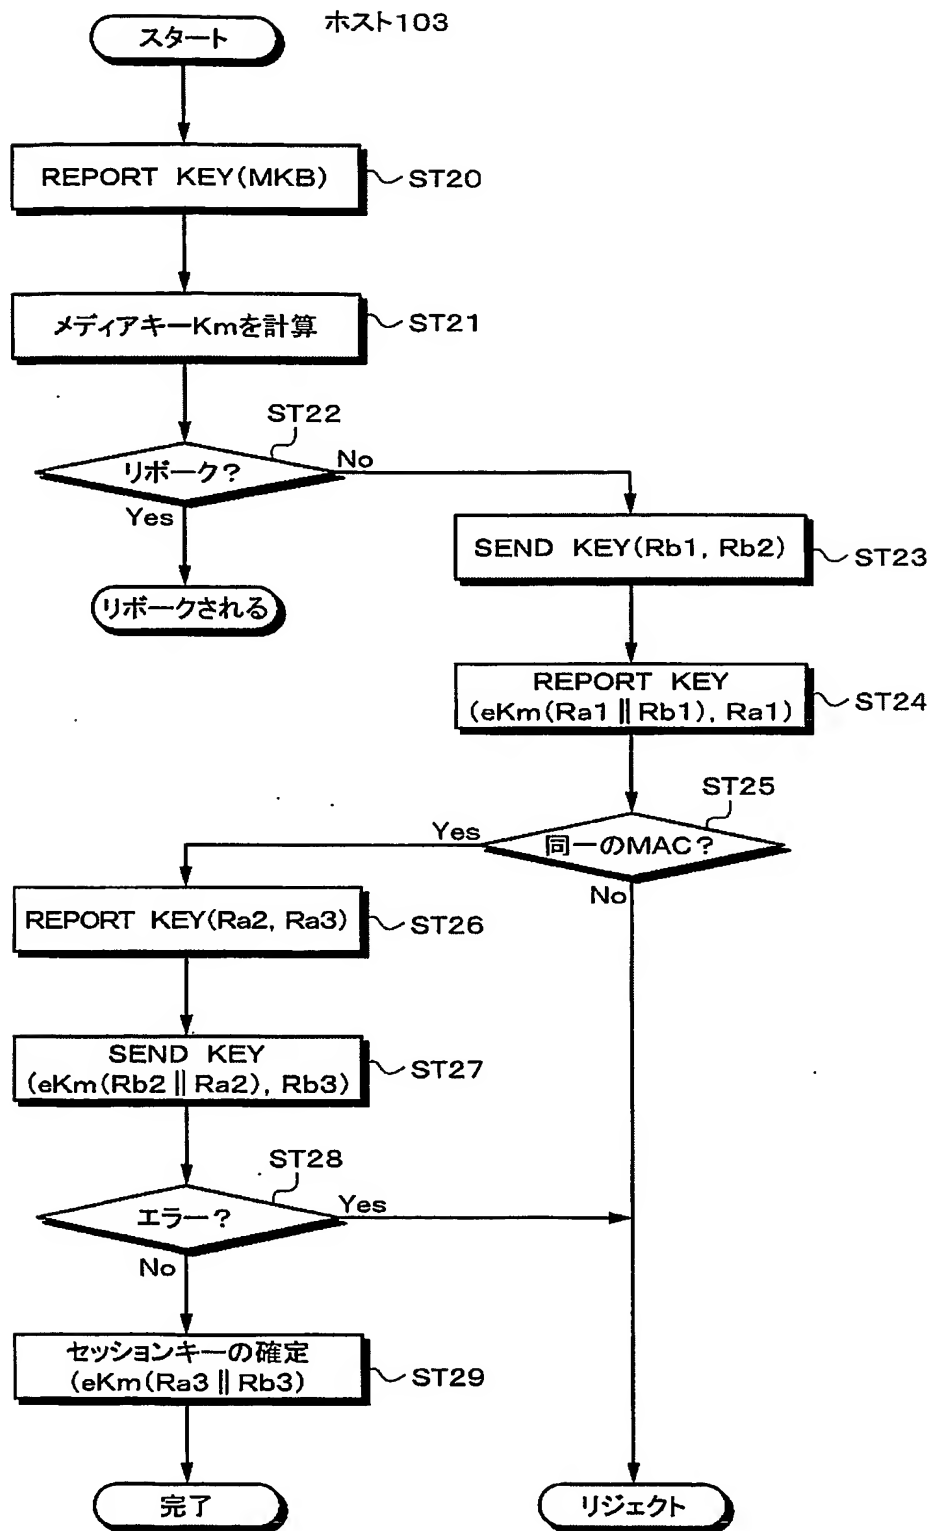 ホスト103
スタート
REPORT KEY(MKB)
ST20
メディアキーKmを計算
ST21
ST22
リボーク?
No
Yes
リボークされる
SEND KEY(Rb1, Rb2)
ST23
REPORT KEY
(eKm(Ra1 || Rb1), Ra1)
ST24
ST25
同一のMAC?
Yes
No
REPORT KEY(Ra2, Ra3)
ST26
SEND KEY
(eKm(Rb2 || Ra2), Rb3)
ST27
ST28
エラー?
Yes
No
セッションキーの確定
(eKm(Ra3 || Rb3)
ST29
完了
リジェクト